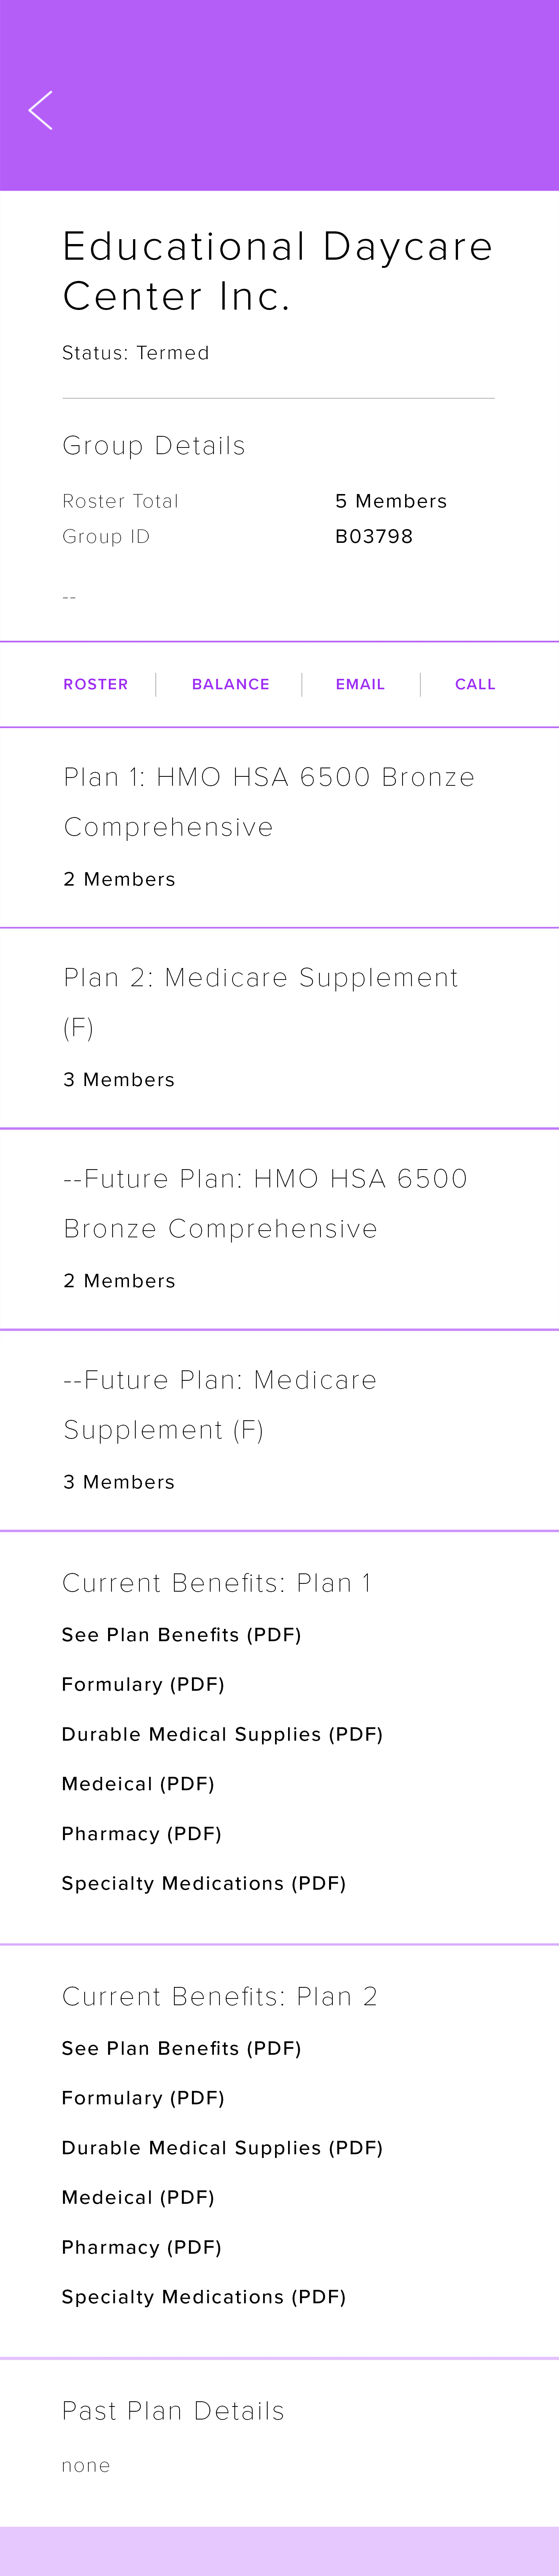 Educational Daycare
Center Inc.
Status: Termed
Group Details
Roster Total 5 Members
Group ID B03798
--
ROSTER BALANCE EMAIL CALL
Plan 1: HMO HSA 6500 Bronze
Comprehensive
2 Members
Plan 2: Medicare Supplement
(F)
3 Members
--Future Plan: HMO HSA 6500
Bronze Comprehensive
2 Members
--Future Plan: Medicare
Supplement (F)
3 Members
Current Benefits: Plan 1
See Plan Benefits (PDF)
Formulary (PDF)
Durable Medical Supplies (PDF)
Medeical (PDF)
Pharmacy (PDF)
Specialty Medications (PDF)
Current Benefits: Plan 2
See Plan Benefits (PDF)
Formulary (PDF)
Durable Medical Supplies (PDF)
Medeical (PDF)
Pharmacy (PDF)
Specialty Medications (PDF)
Past Plan Details
none